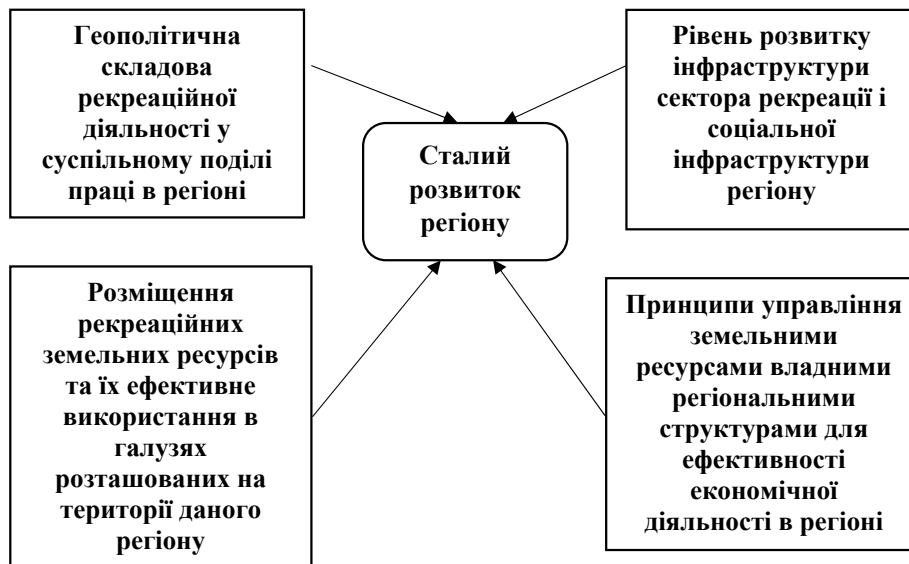 Геополітична
складова
рекреаційної
діяльності у
суспільному поділі
праці в регіоні
Рівень розвитку
інфраструктури
сектора рекреації і
соціальної
інфраструктури
регіону
Сталий
розвиток
регіону
Розміщення
рекреаційних
земельних ресурсів
та їх ефективне
використання в
галузях
розташованих на
території даного
регіону
Принципи управління
земельними
ресурсами владними
регіональними
структурами для
ефективності
економічної
діяльності в регіоні